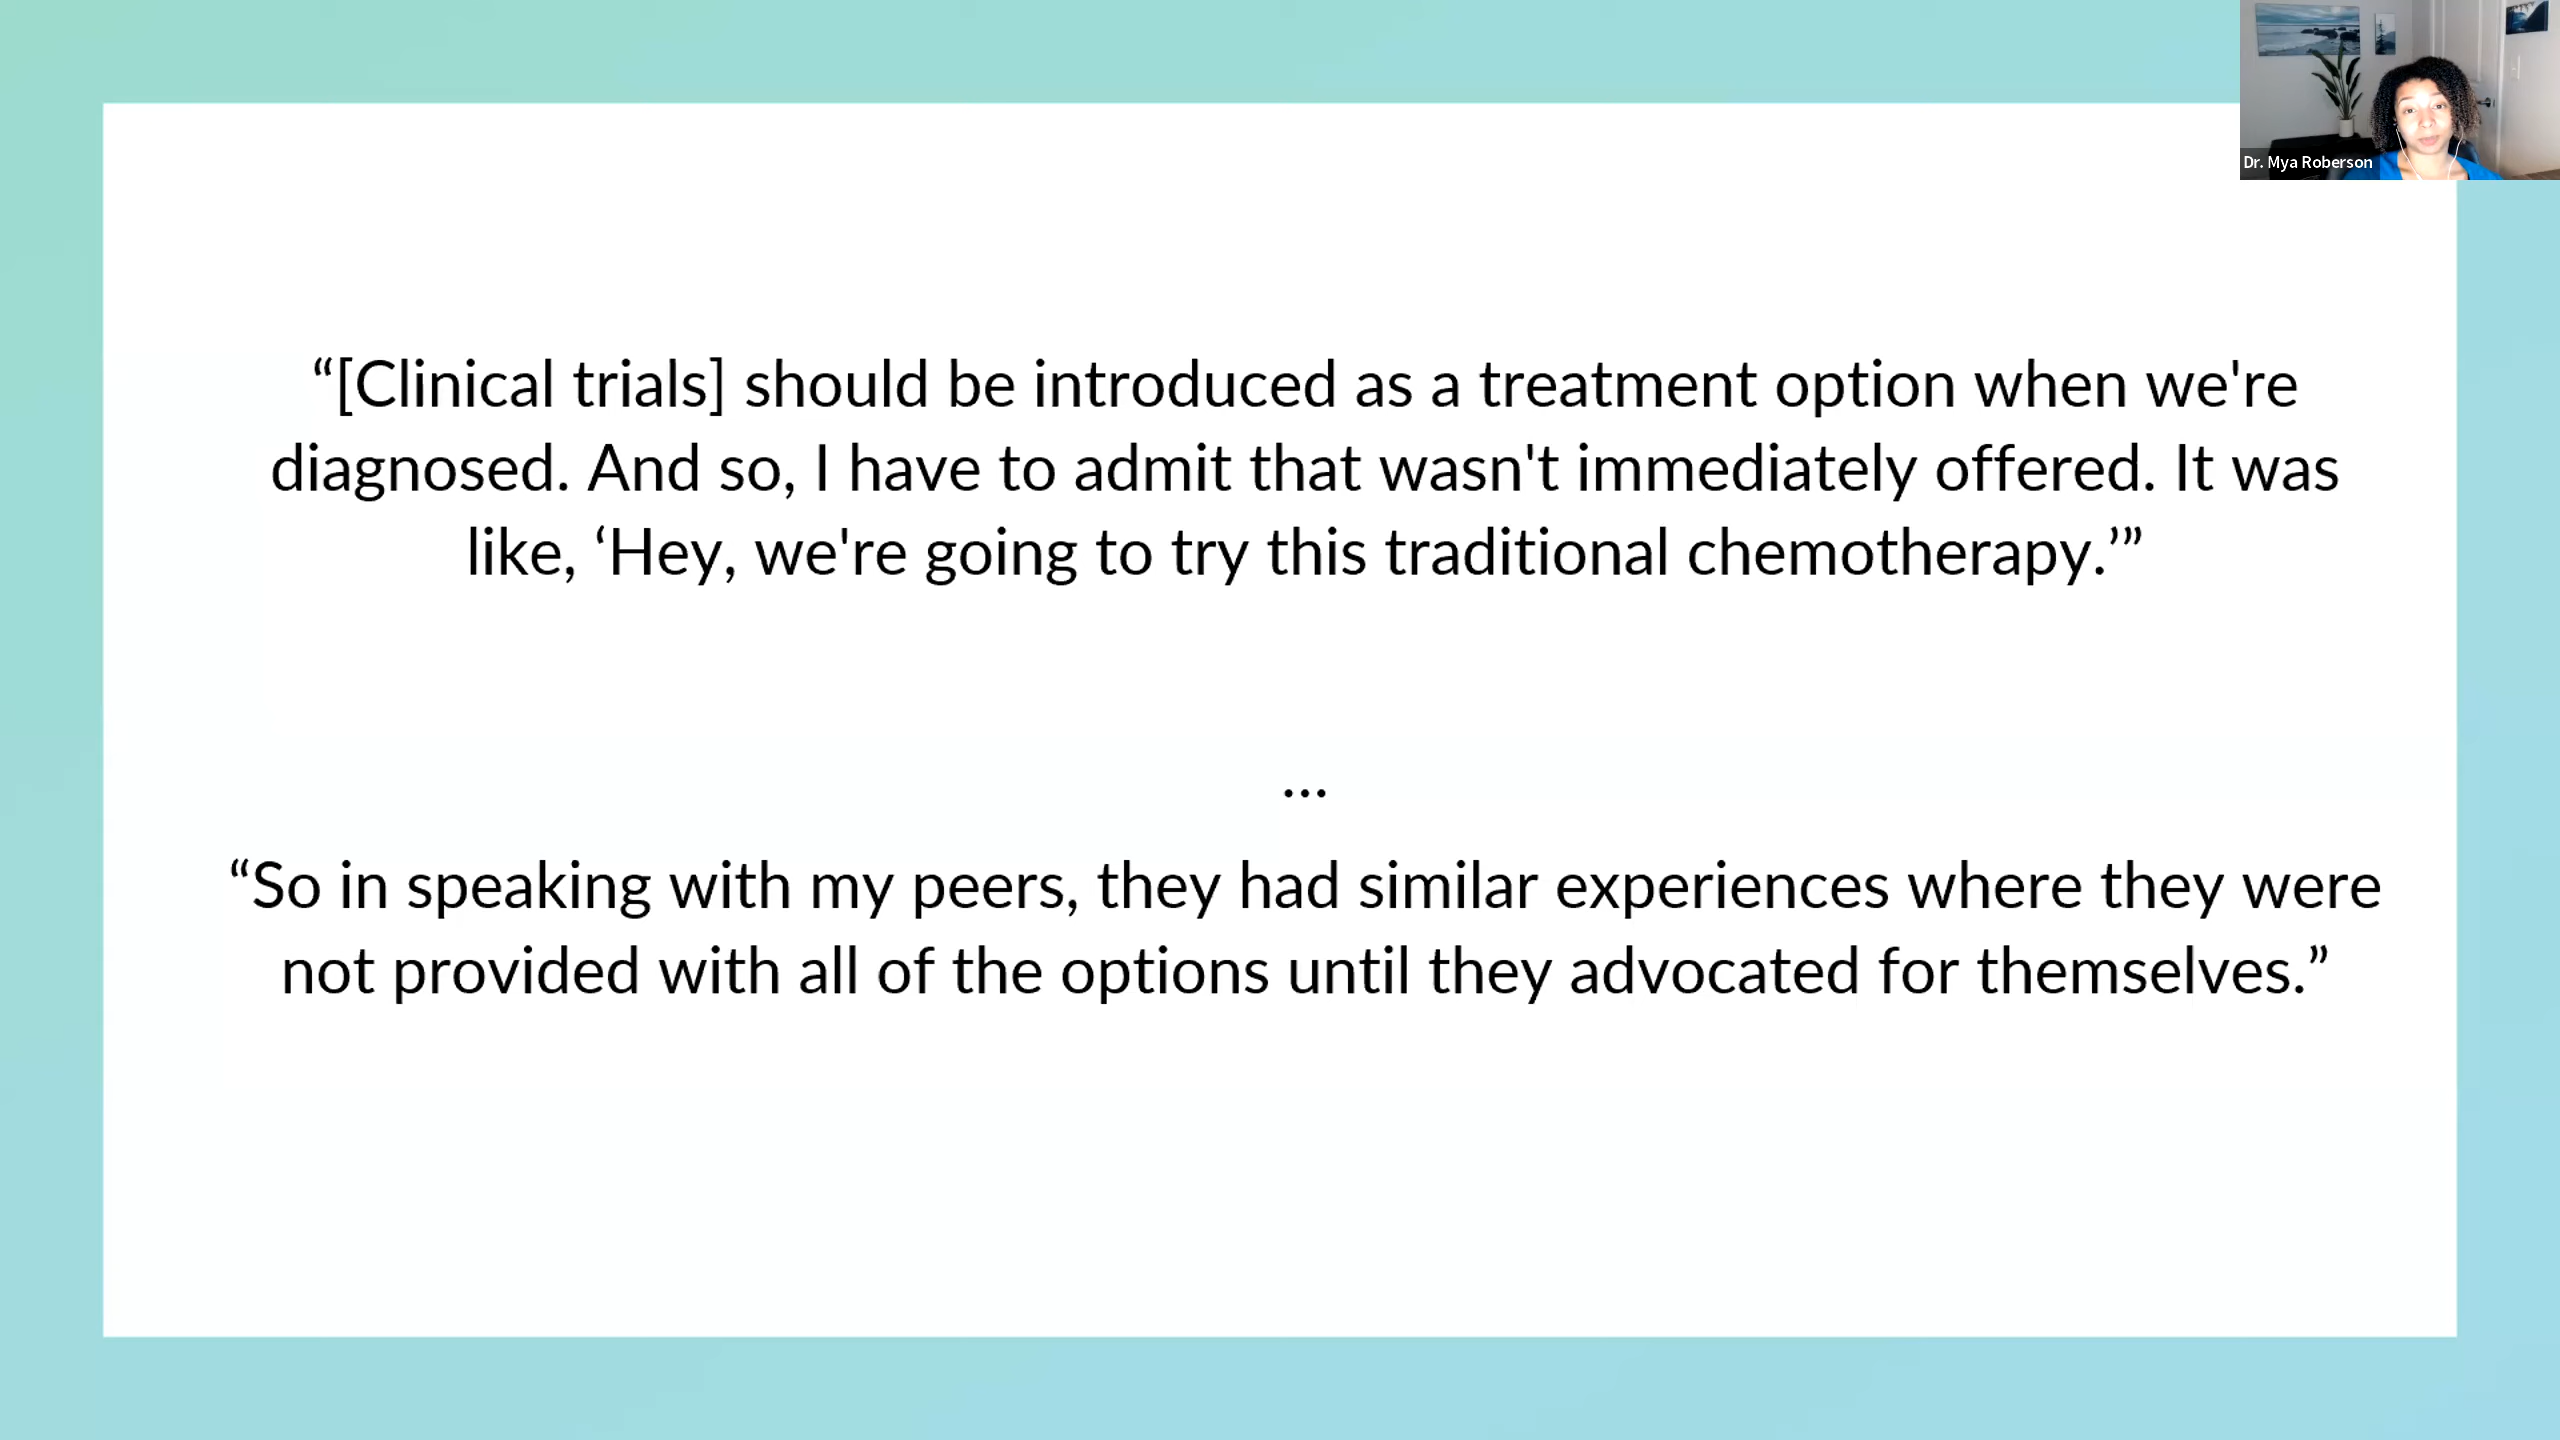 Dr. Mya Roberson
“[Clinical trials] should be introduced as a treatment option when we're
diagnosed. And so, I have to admit that wasn't immediately offered. It was
like, ‘Hey, we're going to try this traditional chemotherapy.’”
...
“So in speaking with my peers, they had similar experiences where they were
not provided with all of the options until they advocated for themselves.”